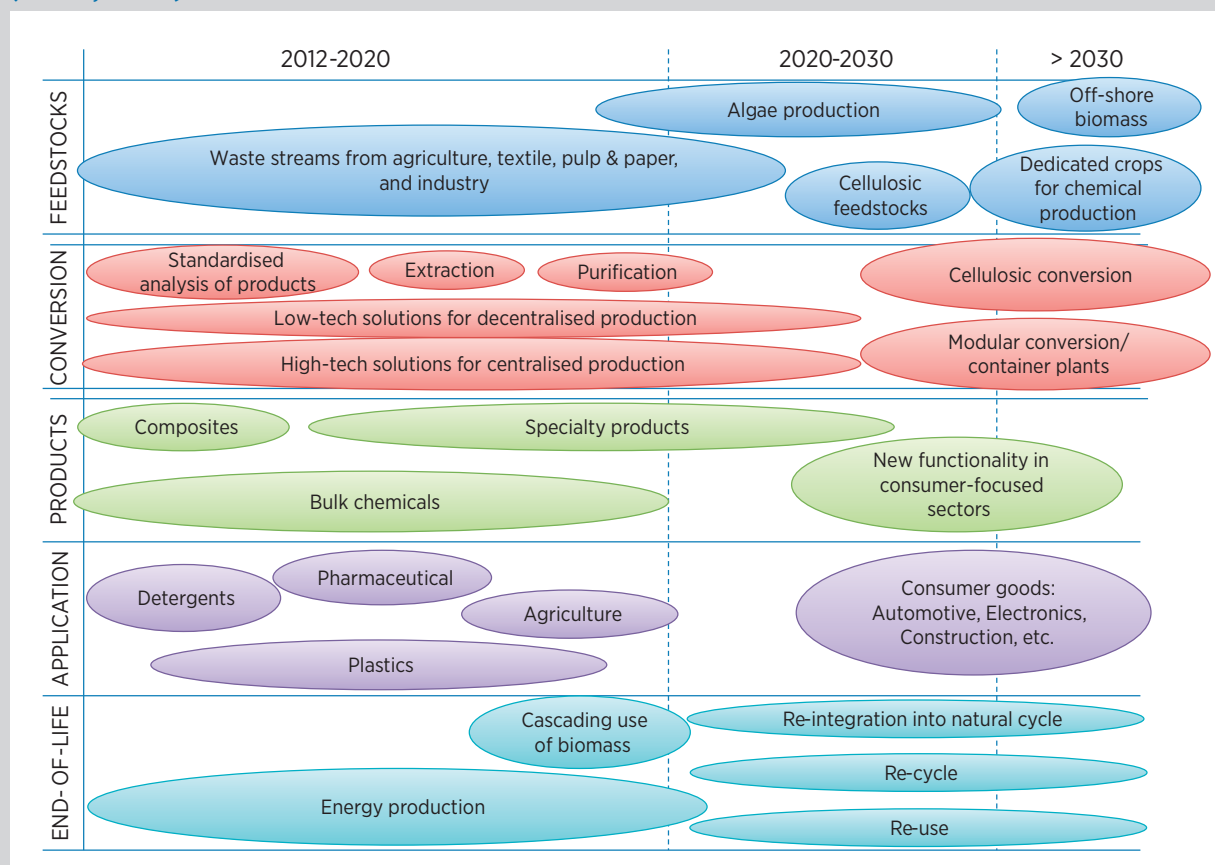 2012-2020
2020-2030
> 2030
FEEDSTOCKS
Algae production
Off-shore
biomass
Waste streams from agriculture, textile, pulp & paper,
and industry
Cellulosic
feedstocks
Dedicated crops
for chemical
production
CONVERSION
Standardised
analysis of products
Extraction
Purification
Cellulosic conversion
Low-tech solutions for decentralised production
High-tech solutions for centralised production
Modular conversion/
container plants
PRODUCTS
Composites
Specialty products
New functionality in
consumer-focused
sectors
Bulk chemicals
APPLICATION
Detergents
Pharmaceutical
Agriculture
Plastics
Consumer goods:
Automotive, Electronics,
Construction, etc.
END- OF-LIFE
Cascading use
of biomass
Re-integration into natural cycle
Re-cycle
Energy production
Re-use